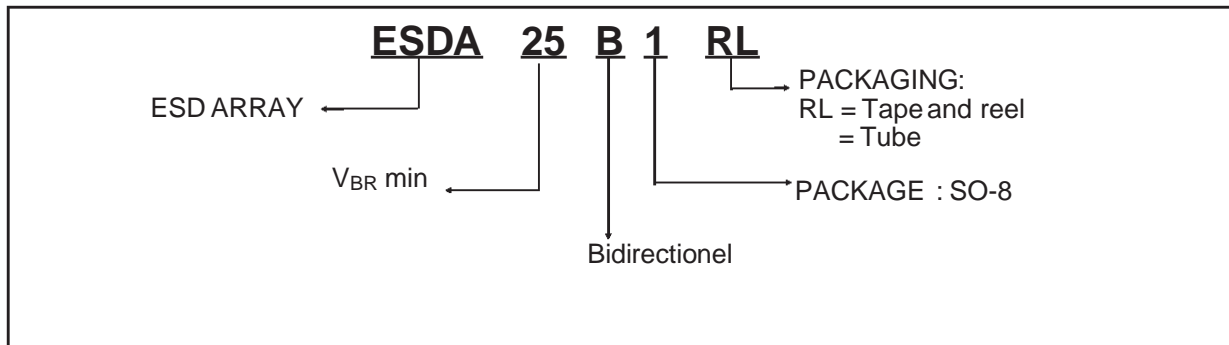 ESDA 25 B 1 RL
PACKAGING:
ESD ARRAY
RL = Tape and reel
= Tube
VBR min
PACKAGE : SO-8
Bidirectionel